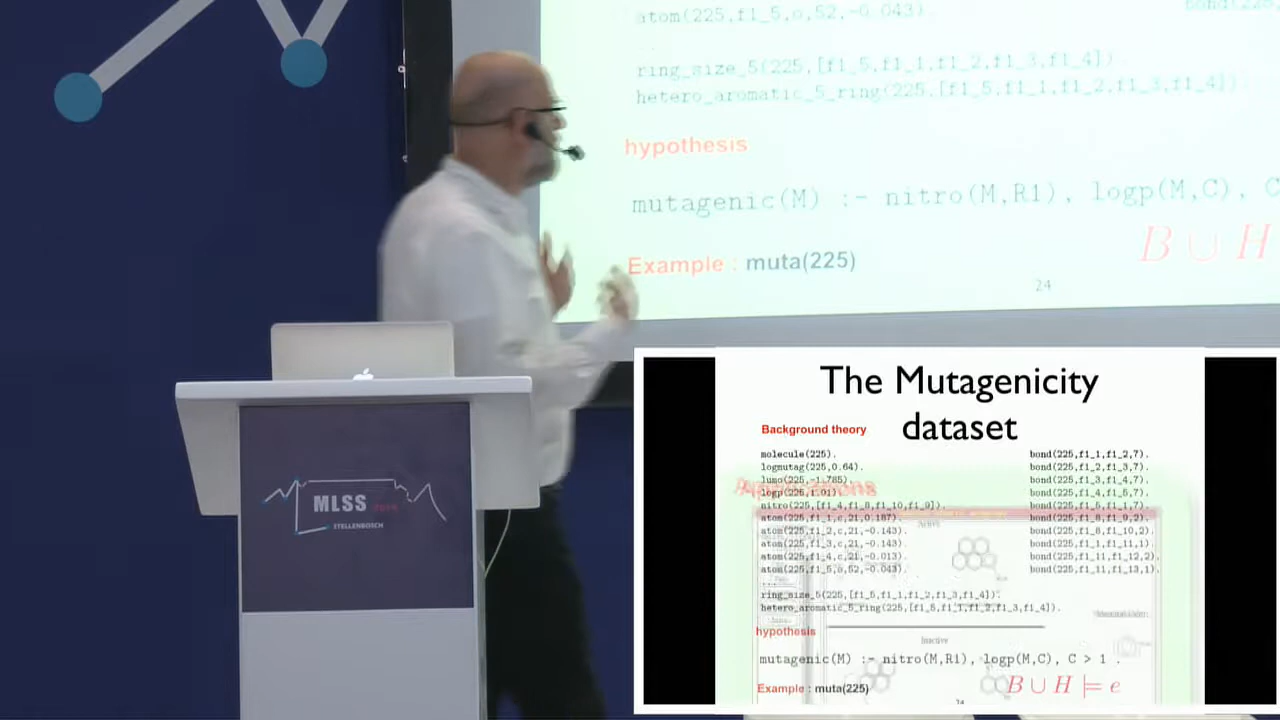 atom(225,f1_5,o,52,-0.043).
ring_size_5(225,[f1_5,f1_1,f1_2,f1_3,f1_4]).
hetero_aromatic_5_ring(225,[f1_5,f1_1,f1_2,f1_3,f1_4]).
hypothesis
mutagenic(M) :- nitro(M,R1), logp(M,C), C
B ∪ H
Example : muta(225)
24
MLSS
STELLENBOSCH
The Mutagenicity
dataset
Background theory
molecule(225).
bond(225,f1_1,f1_2,7).
logmutag(225,0.64).
bond(225,f1_2,f1_3,7).
lumo(225,-1.785).
bond(225,f1_3,f1_4,7).
Applications
logp(225,1.01).
bond(225,f1_4,f1_5,7).
nitro(225,[f1_4,f1_8,f1_10,f1_9]).
bond(225,f1_5,f1_1,7).
atom(225,f1_1,c,21,0.187).
bond(225,f1_8,f1_9,2).
Active
atom(225,f1_2,c,21,-0.143).
bond(225,f1_8,f1_10,2).
atom(225,f1_3,c,21,-0.143).
bond(225,f1_1,f1_11,1).
atom(225,f1_4,c,21,-0.013).
bond(225,f1_11,f1_12,2).
atom(225,f1_5,o,52,-0.043).
bond(225,f1_11,f1_13,1).
...
ring_size_5(225,[f1_5,f1_1,f1_2,f1_3,f1_4]).
hetero_aromatic_5_ring(225,[f1_5,f1_1,f1_2,f1_3,f1_4]).
hypothesis
Inactive
mutagenic(M) :- nitro(M,R1), logp(M,C), C > 1 .
Example : muta(225)
B ∪ H ⊨ e
24